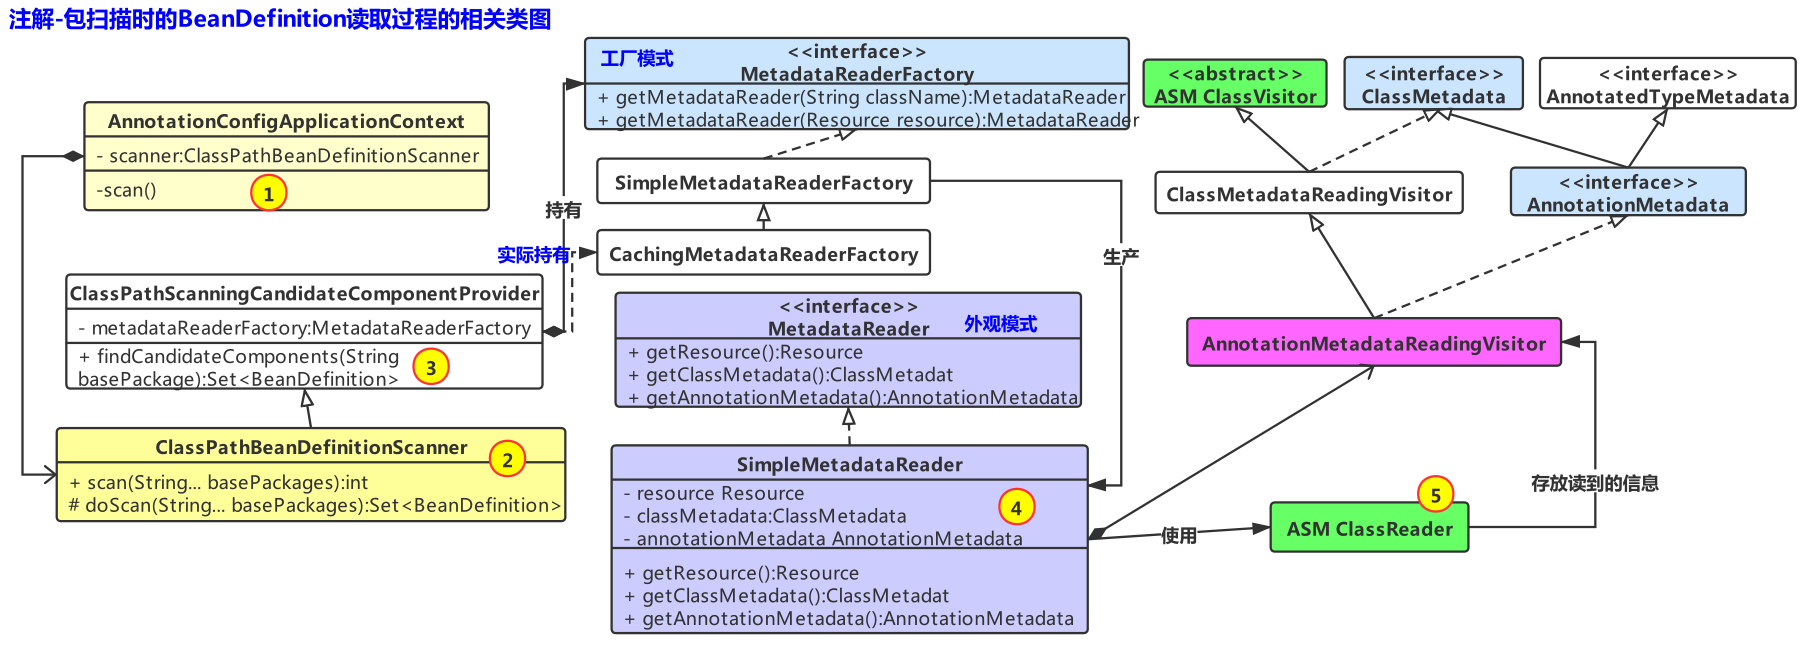 注解-包扫描时的BeanDefinition读取过程的相关类图
AnnotationConfigApplicationContext
- scanner:ClassPathBeanDefinitionScanner
-scan()
1
ClassPathScanningCandidateComponentProvider
- metadataReaderFactory:MetadataReaderFactory
+ findCandidateComponents(String
basePackage):Set<BeanDefinition>
3
ClassPathBeanDefinitionScanner
2
+ scan(String... basePackages):int
# doScan(String... basePackages):Set<BeanDefinition>
持有
实际持有
工厂模式
<<interface>>
MetadataReaderFactory
+ getMetadataReader(String className):MetadataReader
+ getMetadataReader(Resource resource):MetadataReader
SimpleMetadataReaderFactory
CachingMetadataReaderFactory
生产
<<interface>>
MetadataReader
外观模式
+ getResource():Resource
+ getClassMetadata():ClassMetadat
+ getAnnotationMetadata():AnnotationMetadata
SimpleMetadataReader
- resource Resource
- classMetadata:ClassMetadata
- annotationMetadata AnnotationMetadata
4
+ getResource():Resource
+ getClassMetadata():ClassMetadat
+ getAnnotationMetadata():AnnotationMetadata
使用
<<abstract>>
ASM ClassVisitor
<<interface>>
ClassMetadata
<<interface>>
AnnotatedTypeMetadata
ClassMetadataReadingVisitor
<<interface>>
AnnotationMetadata
AnnotationMetadataReadingVisitor
存放读到的信息
5
ASM ClassReader